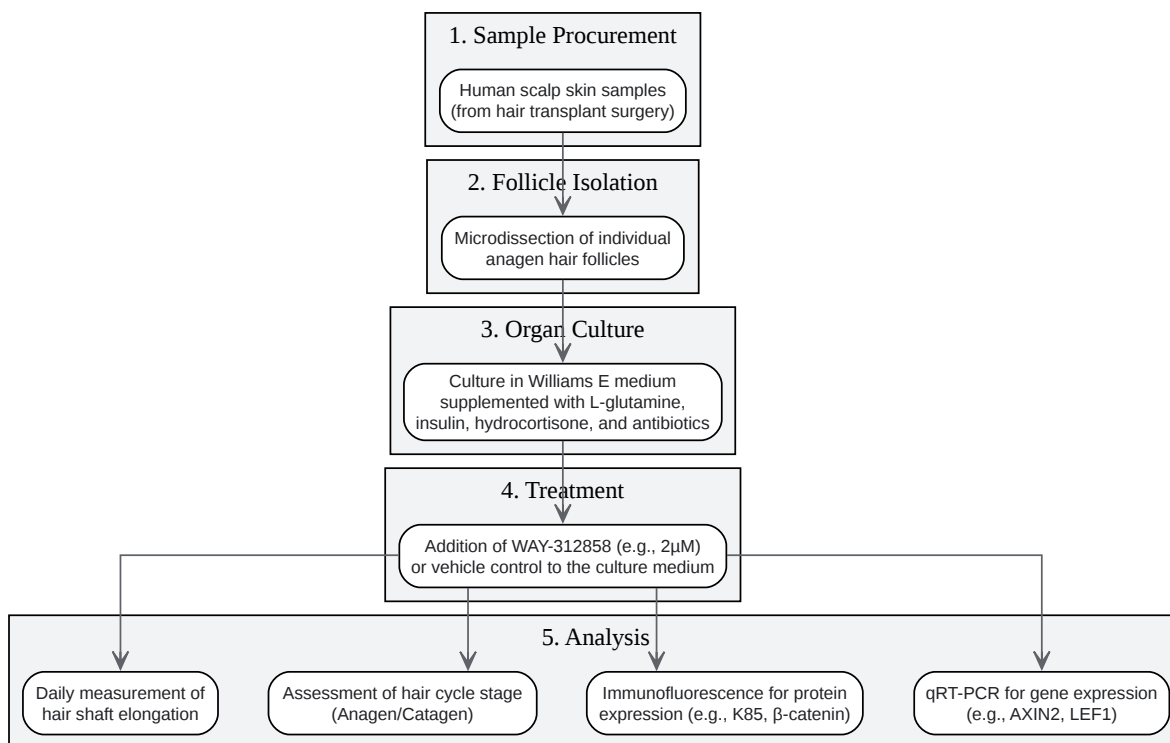 1. Sample Procurement
Human scalp skin samples
(from hair transplant surgery)
2. Follicle Isolation
Microdissection of individual
anagen hair follicles
3. Organ Culture
Culture in Williams E medium
supplemented with L-glutamine,
insulin, hydrocortisone, and antibiotics
4. Treatment
Addition of WAY-312858 (e.g., 2μM)
or vehicle control to the culture medium
5. Analysis
Daily measurement of
hair shaft elongation
Assessment of hair cycle stage
(Anagen/Catagen)
Immunofluorescence for protein
expression (e.g., K85, β-catenin)
qRT-PCR for gene expression
(e.g., AXIN2, LEF1)